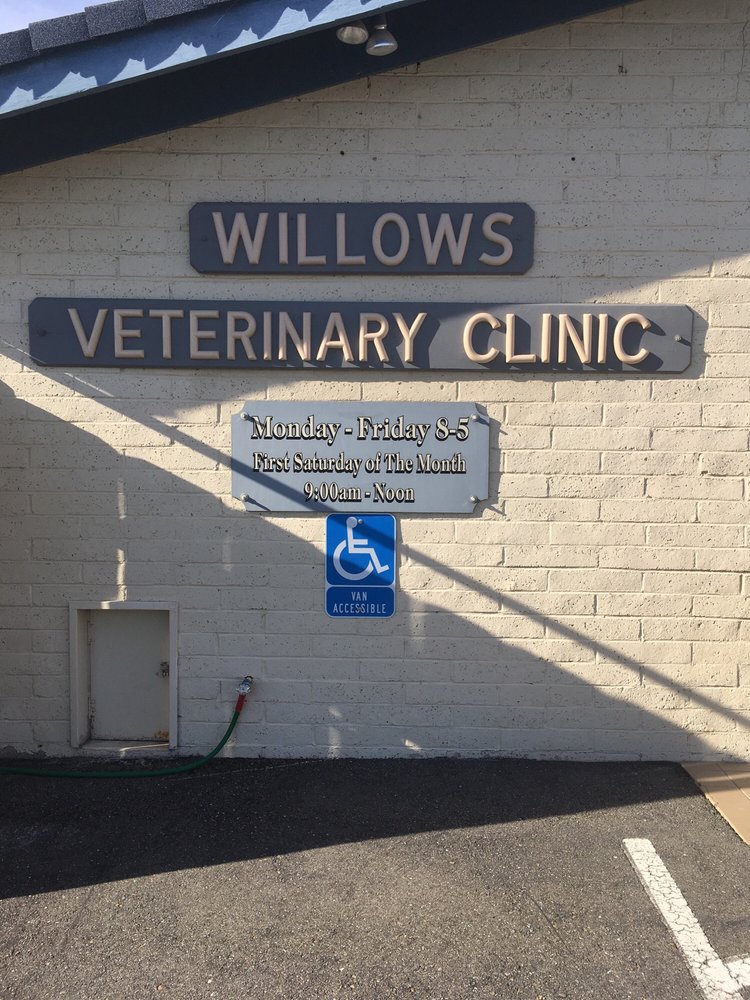 WILLOWS
VETERINARY CLINIC
Monday - Friday 8-5
First Saturday of The Month
9:00am - Noon
VAN
ACCESSIBLE